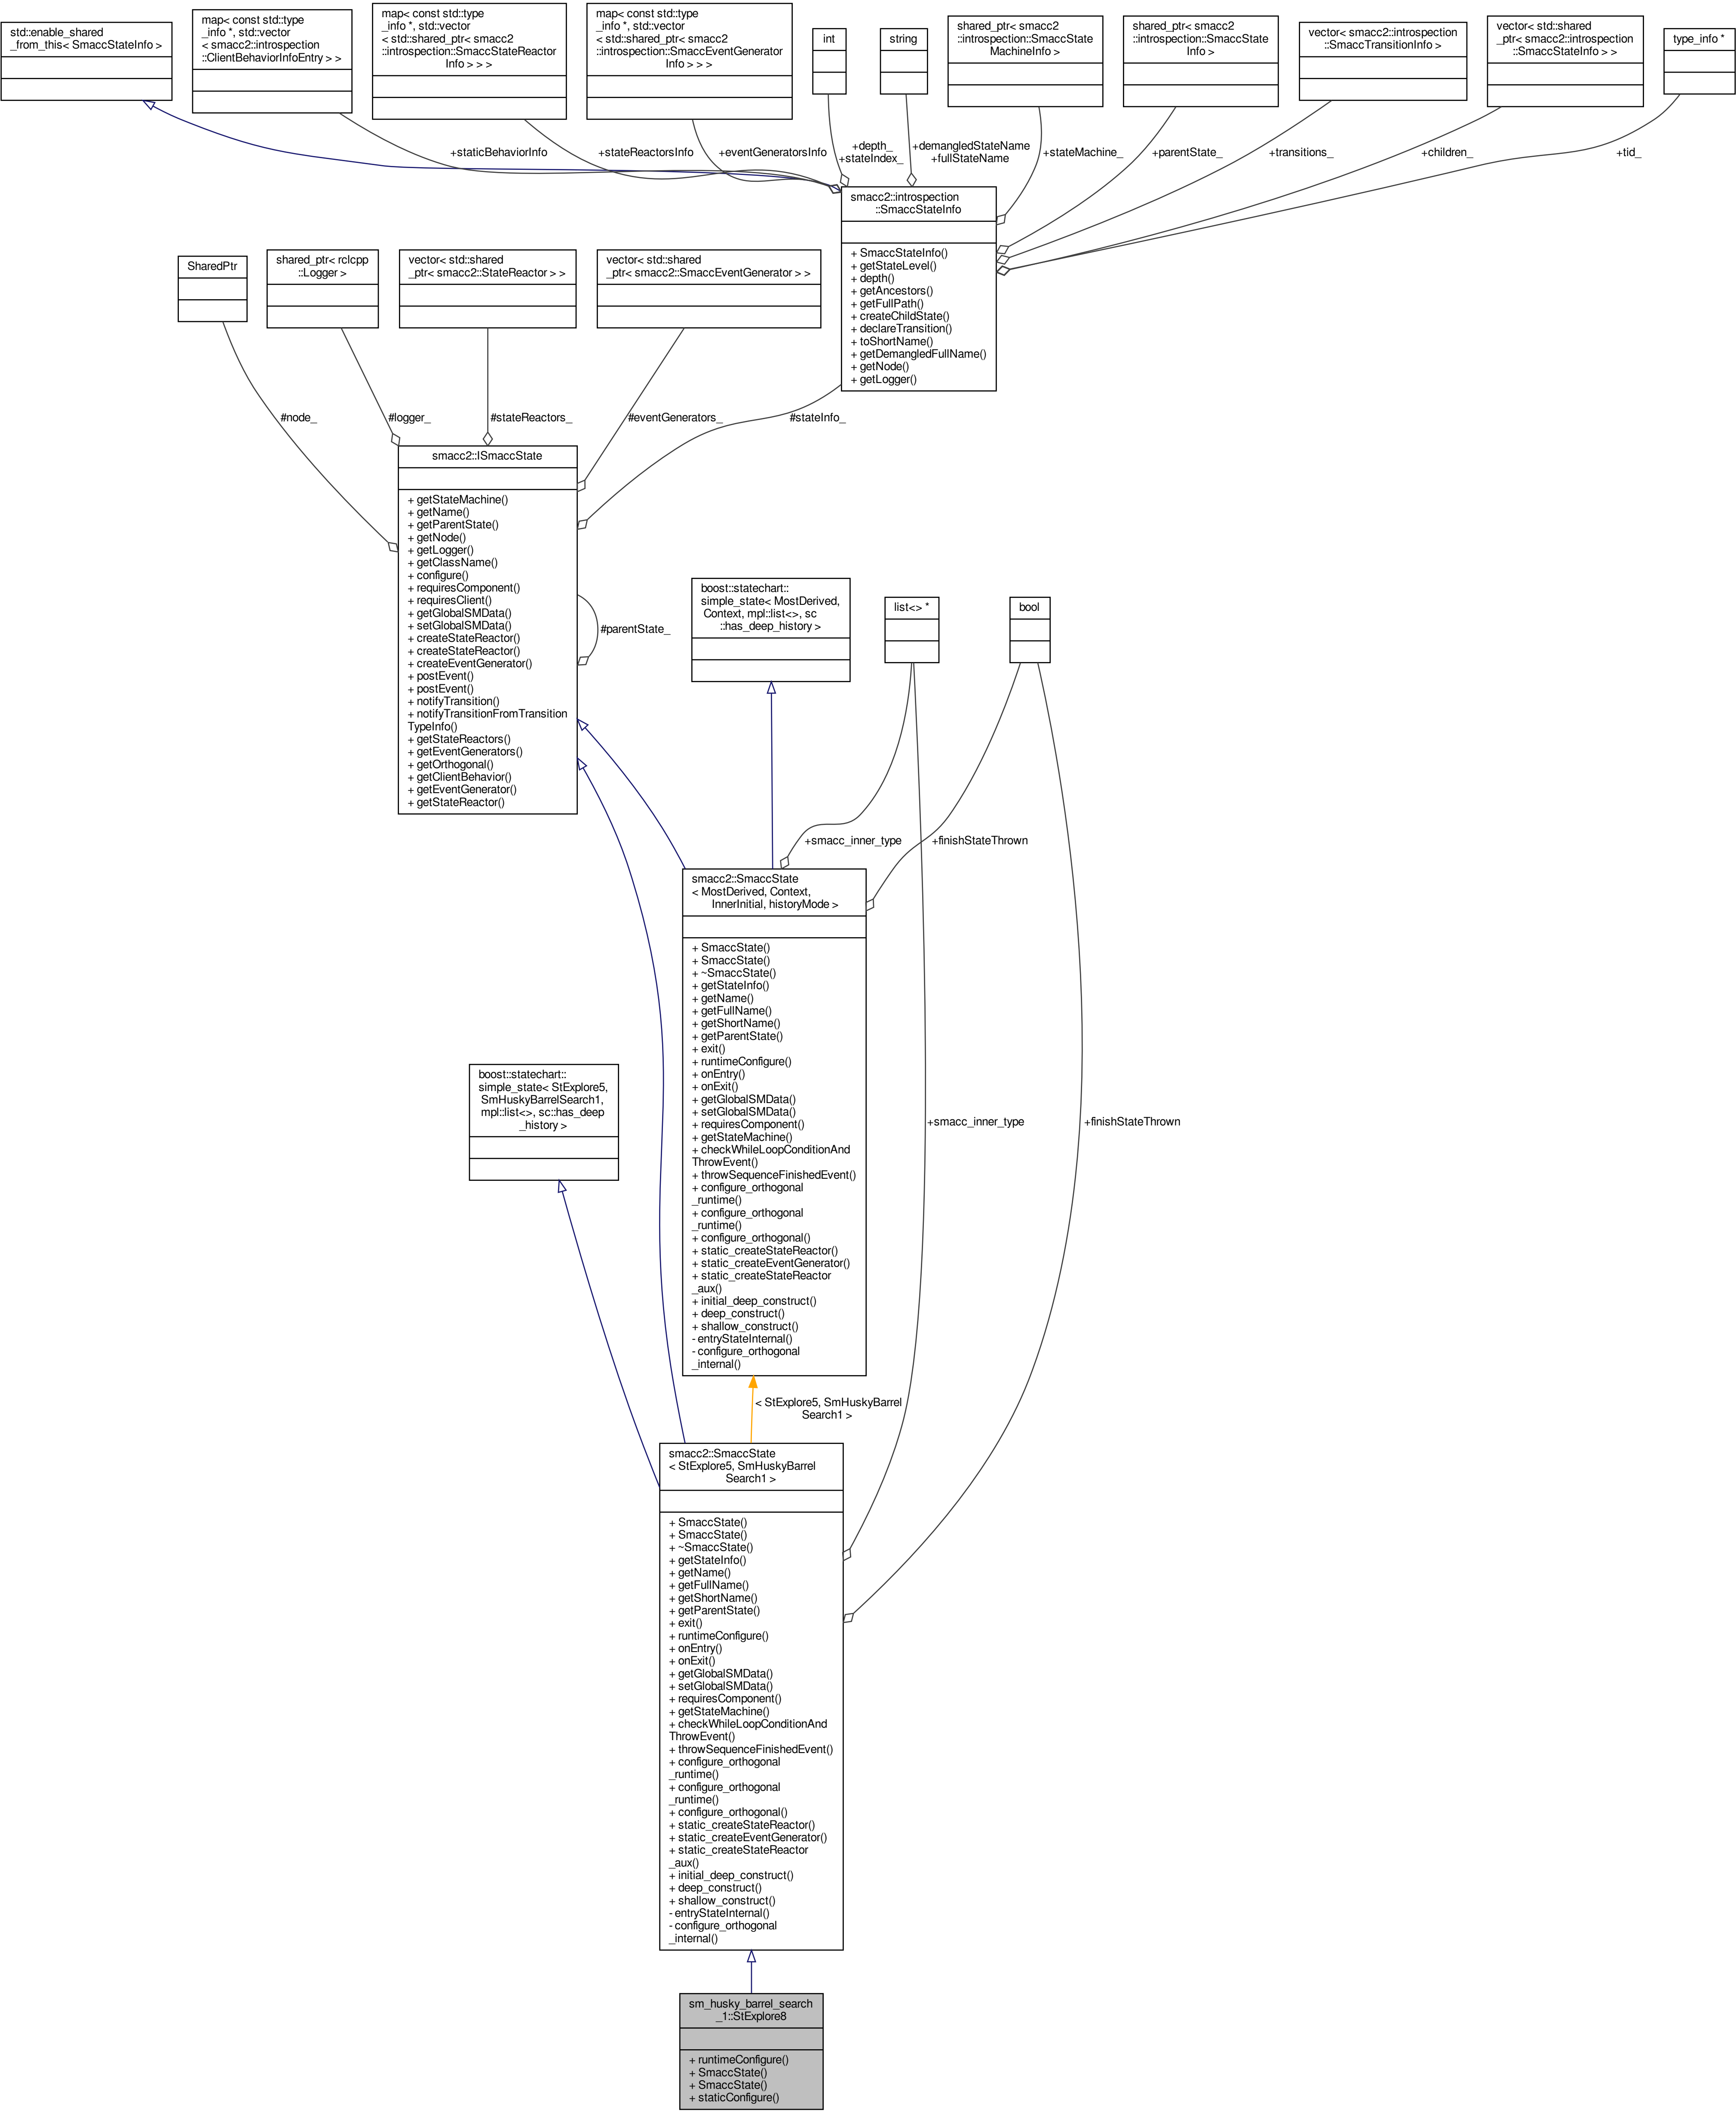 std::enable_shared
_from_this< SmaccStateInfo >
map< const std::type
_info *, std::vector
< smacc2::introspection
::ClientBehaviorInfoEntry > >
map< const std::type
_info *, std::vector
< std::shared_ptr< smacc2
::introspection::SmaccStateReactor
Info > > >
map< const std::type
_info *, std::vector
< std::shared_ptr< smacc2
::introspection::SmaccEventGenerator
Info > > >
int
string
shared_ptr< smacc2
::introspection::SmaccState
MachineInfo >
shared_ptr< smacc2
::introspection::SmaccState
Info >
vector< smacc2::introspection
::SmaccTransitionInfo >
vector< std::shared
_ptr< smacc2::introspection
::SmaccStateInfo > >
type_info *
+staticBehaviorInfo
+stateReactorsInfo
+eventGeneratorsInfo
+depth_
+stateIndex_
+demangledStateName
+fullStateName
+stateMachine_
+parentState_
+transitions_
+children_
+tid_
smacc2::introspection
::SmaccStateInfo
+ SmaccStateInfo()
+ getStateLevel()
+ depth()
+ getAncestors()
+ getFullPath()
+ createChildState()
+ declareTransition()
+ toShortName()
+ getDemangledFullName()
+ getNode()
+ getLogger()
SharedPtr
shared_ptr< rclcpp
::Logger >
vector< std::shared
_ptr< smacc2::StateReactor > >
vector< std::shared
_ptr< smacc2::SmaccEventGenerator > >
#node_
#logger_
#stateReactors_
#eventGenerators_
#stateInfo_
smacc2::ISmaccState
+ getStateMachine()
+ getName()
+ getParentState()
+ getNode()
+ getLogger()
+ getClassName()
+ configure()
+ requiresComponent()
+ requiresClient()
+ getGlobalSMData()
+ setGlobalSMData()
+ createStateReactor()
+ createStateReactor()
+ createEventGenerator()
+ postEvent()
+ postEvent()
+ notifyTransition()
+ notifyTransitionFromTransition
TypeInfo()
+ getStateReactors()
+ getEventGenerators()
+ getOrthogonal()
+ getClientBehavior()
+ getEventGenerator()
+ getStateReactor()
#parentState_
boost::statechart::
simple_state< MostDerived,
Context, mpl::list<>, sc
::has_deep_history >
list<> *
bool
+smacc_inner_type
+finishStateThrown
smacc2::SmaccState
< MostDerived, Context,
InnerInitial, historyMode >
+ SmaccState()
+ SmaccState()
+ ~SmaccState()
+ getStateInfo()
+ getName()
+ getFullName()
+ getShortName()
+ getParentState()
+ exit()
+ runtimeConfigure()
+ onEntry()
+ onExit()
+ getGlobalSMData()
+ setGlobalSMData()
+ requiresComponent()
+ getStateMachine()
+ checkWhileLoopConditionAnd
ThrowEvent()
+ throwSequenceFinishedEvent()
+ configure_orthogonal
_runtime()
+ configure_orthogonal
_runtime()
+ configure_orthogonal()
+ static_createStateReactor()
+ static_createEventGenerator()
+ static_createStateReactor
_aux()
+ initial_deep_construct()
+ deep_construct()
+ shallow_construct()
- entryStateInternal()
- configure_orthogonal
_internal()
boost::statechart::
simple_state< StExplore5,
SmHuskyBarrelSearch1,
mpl::list<>, sc::has_deep
_history >
+smacc_inner_type
+finishStateThrown
< StExplore5, SmHuskyBarrel
Search1 >
smacc2::SmaccState
< StExplore5, SmHuskyBarrel
Search1 >
+ SmaccState()
+ SmaccState()
+ ~SmaccState()
+ getStateInfo()
+ getName()
+ getFullName()
+ getShortName()
+ getParentState()
+ exit()
+ runtimeConfigure()
+ onEntry()
+ onExit()
+ getGlobalSMData()
+ setGlobalSMData()
+ requiresComponent()
+ getStateMachine()
+ checkWhileLoopConditionAnd
ThrowEvent()
+ throwSequenceFinishedEvent()
+ configure_orthogonal
_runtime()
+ configure_orthogonal
_runtime()
+ configure_orthogonal()
+ static_createStateReactor()
+ static_createEventGenerator()
+ static_createStateReactor
_aux()
+ initial_deep_construct()
+ deep_construct()
+ shallow_construct()
- entryStateInternal()
- configure_orthogonal
_internal()
sm_husky_barrel_search
_1::StExplore8
+ runtimeConfigure()
+ SmaccState()
+ SmaccState()
+ staticConfigure()